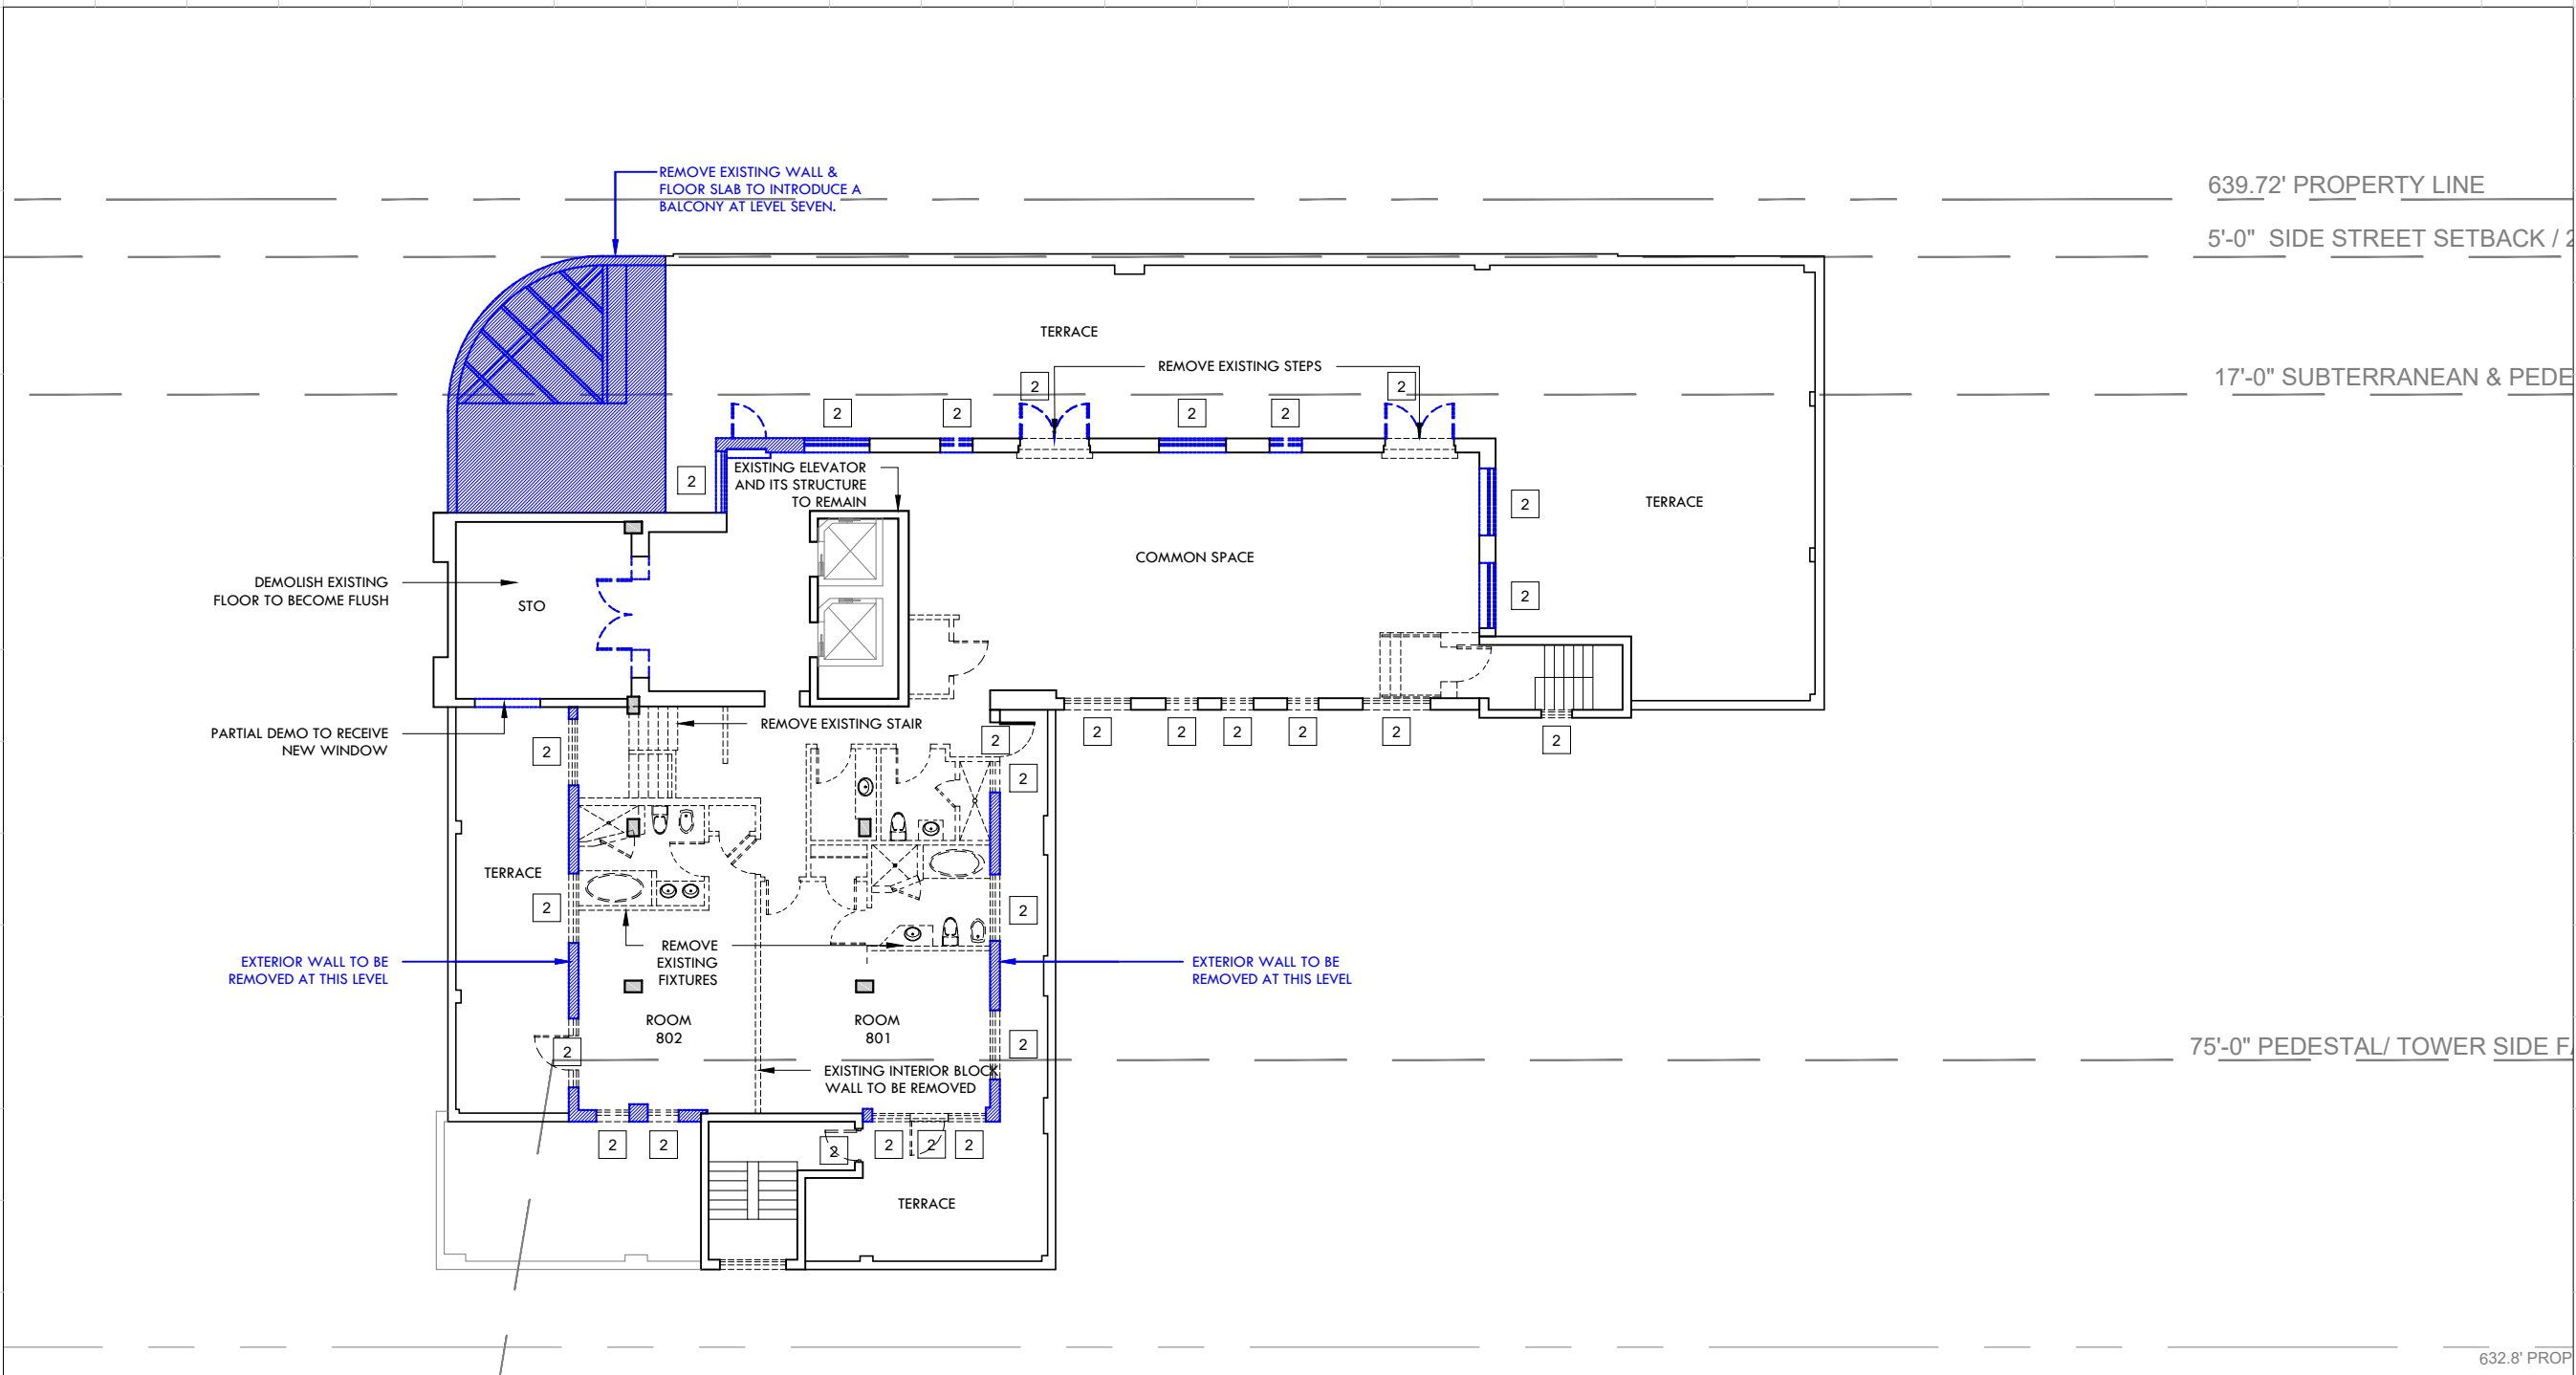 REMOVE EXISTING WALL &
FLOOR SLAB TO INTRODUCE A
BALCONY AT LEVEL SEVEN.
639.72' PROPERTY LINE
5'-0" SIDE STREET SETBACK / 2
TERRACE
REMOVE EXISTING STEPS
17'-0" SUBTERRANEAN & PEDE
2
2
2
2
2
2
EXISTING ELEVATOR
AND ITS STRUCTURE
TO REMAIN
2
2
TERRACE
COMMON SPACE
DEMOLISH EXISTING
FLOOR TO BECOME FLUSH
STO
2
REMOVE EXISTING STAIR
PARTIAL DEMO TO RECEIVE
NEW WINDOW
2
2
2
2
2
2
2
2
2
TERRACE
2
2
REMOVE
EXISTING
FIXTURES
EXTERIOR WALL TO BE
REMOVED AT THIS LEVEL
EXTERIOR WALL TO BE
REMOVED AT THIS LEVEL
ROOM
802
ROOM
801
2
2
75'-0" PEDESTAL/ TOWER SIDE FA
EXISTING INTERIOR BLOCK
WALL TO BE REMOVED
2
2
2
2
2
2
TERRACE
632.8' PROP